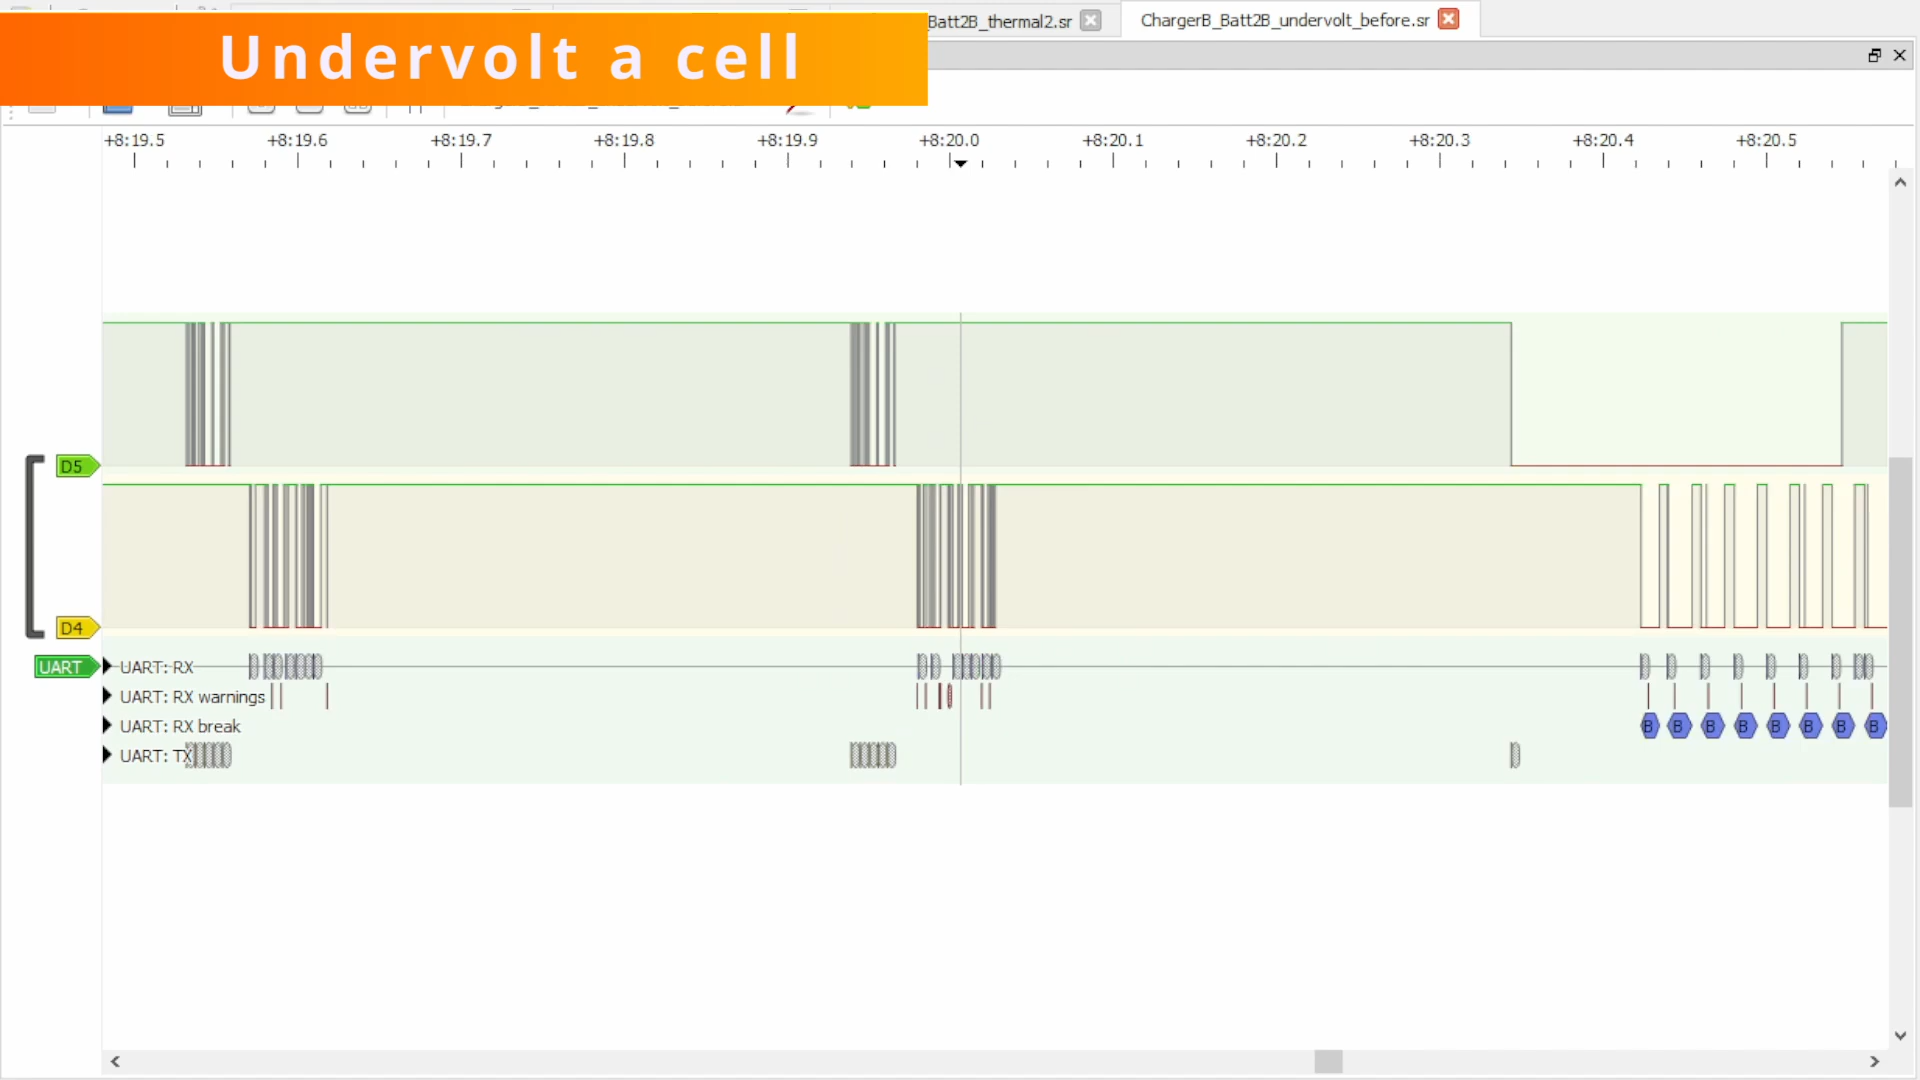 Batt2B_thermal2.sr
ChargerB_Batt2B_undervolt_before.sr
Undervolt a cell
+8:19.5 +8:19.6 +8:19.7 +8:19.8 +8:19.9 +8:20.0 +8:20.1 +8:20.2 +8:20.3 +8:20.4 +8:20.5
D5
D4
UART UART: RX
UART: RX warnings
UART: RX break B B B B B B B B
UART: TX